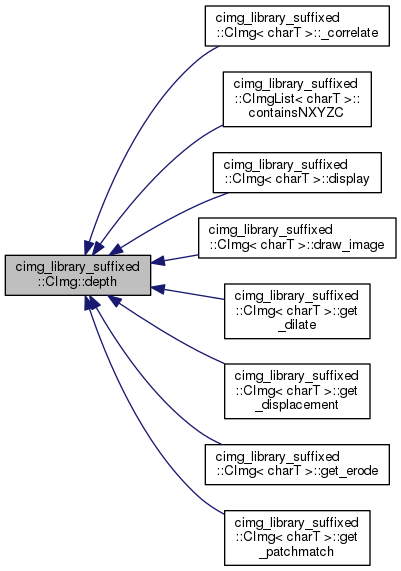 cimg_library_suffixed
::CImg< charT >::_correlate
cimg_library_suffixed
::CImgList< charT >::
containsNXYZC
cimg_library_suffixed
::CImg< charT >::display
cimg_library_suffixed
::CImg< charT >::draw_image
cimg_library_suffixed
::CImg::depth
cimg_library_suffixed
::CImg< charT >::get
_dilate
cimg_library_suffixed
::CImg< charT >::get
_displacement
cimg_library_suffixed
::CImg< charT >::get_erode
cimg_library_suffixed
::CImg< charT >::get
_patchmatch